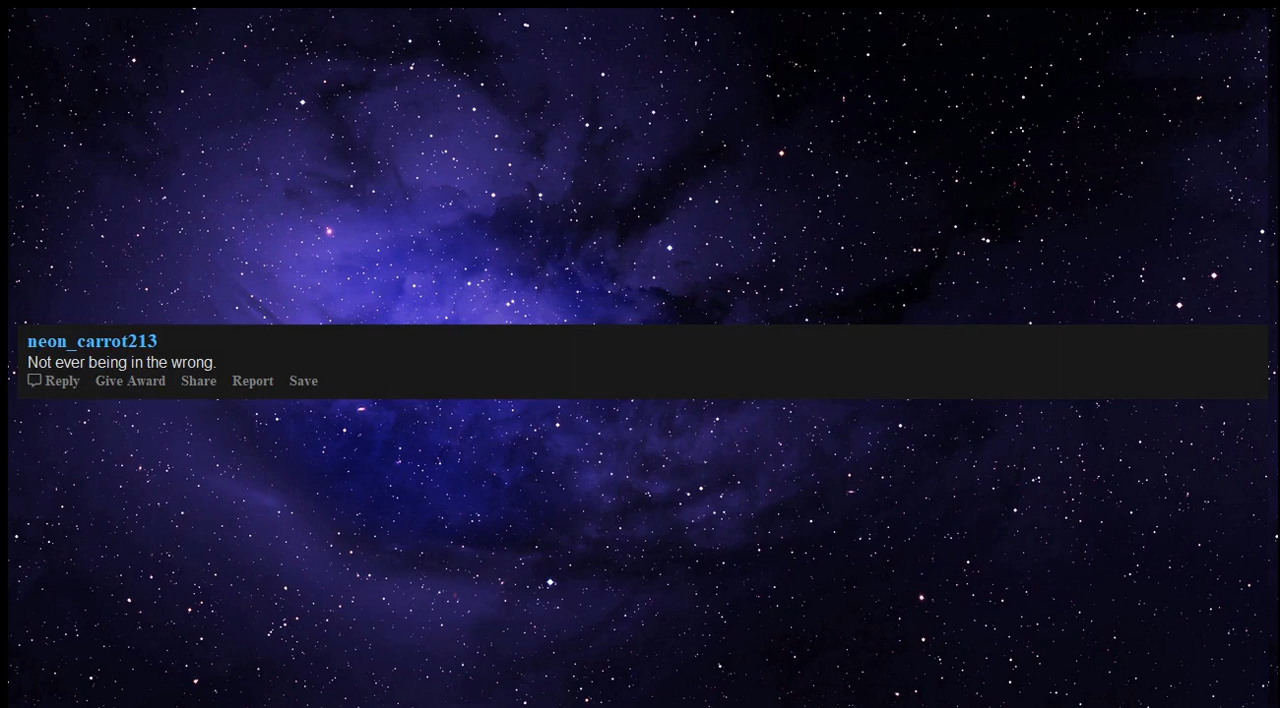 neon_carrot213
Not ever being in the wrong.
Reply Give Award Share Report Save